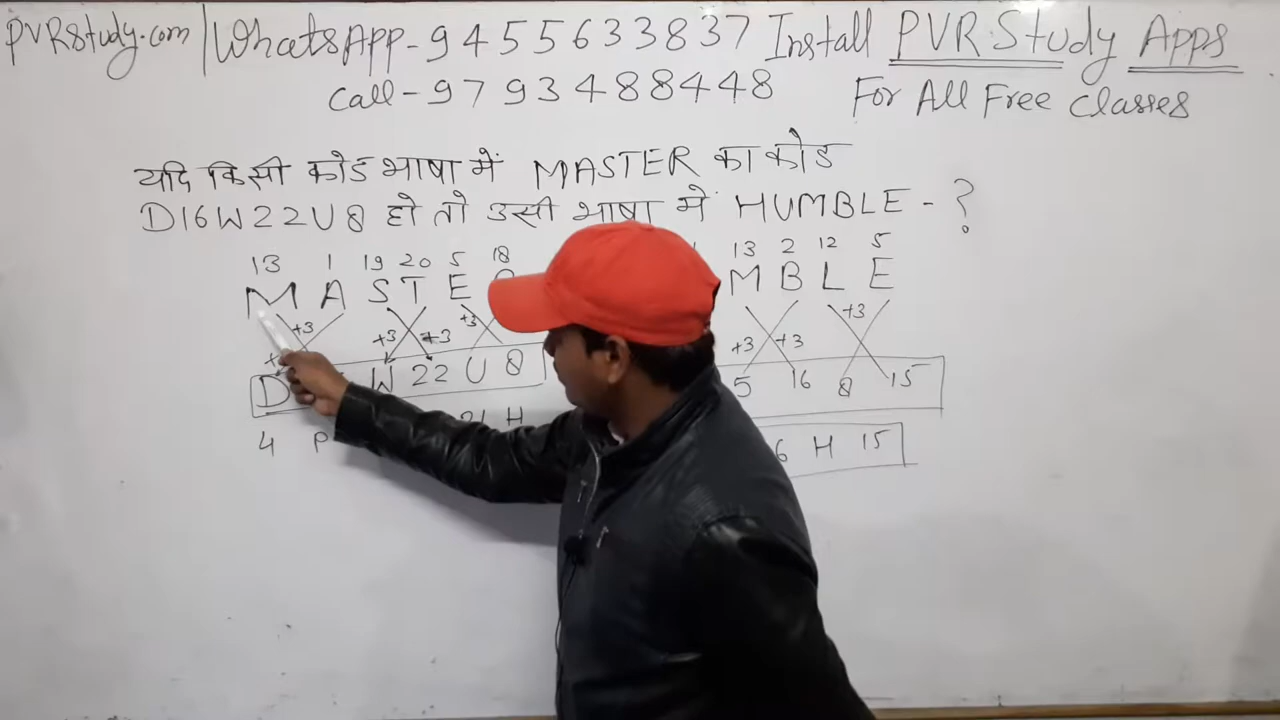 PVRStudy.com | WhatsApp - 9455633837 Install PVR Study Apps
Call - 9793488448 For All Free Classes
यदि किसी कोड भाषा में MASTER का कोड
D16W22U8 हो तो उसी भाषा में HUMBLE - ?
13 1 19 20 5 18 13 2 12 5
M A S T E M B L E
+3 +3 +3 +3 +3 +3 +3
D W 22 U 8 5 16 8 15
4 P 21 H 6 H 15